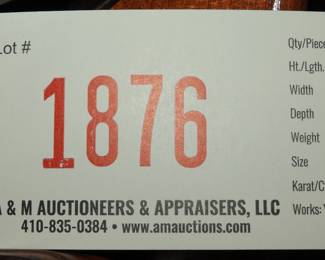 Lot #
1876
A & M AUCTIONEERS & APPRAISERS, LLC
410-835-0384 • www.amauctions.com
Qty/Piece
Ht./Lgth.
Width
Depth
Weight
Size
Karat/C
Works: